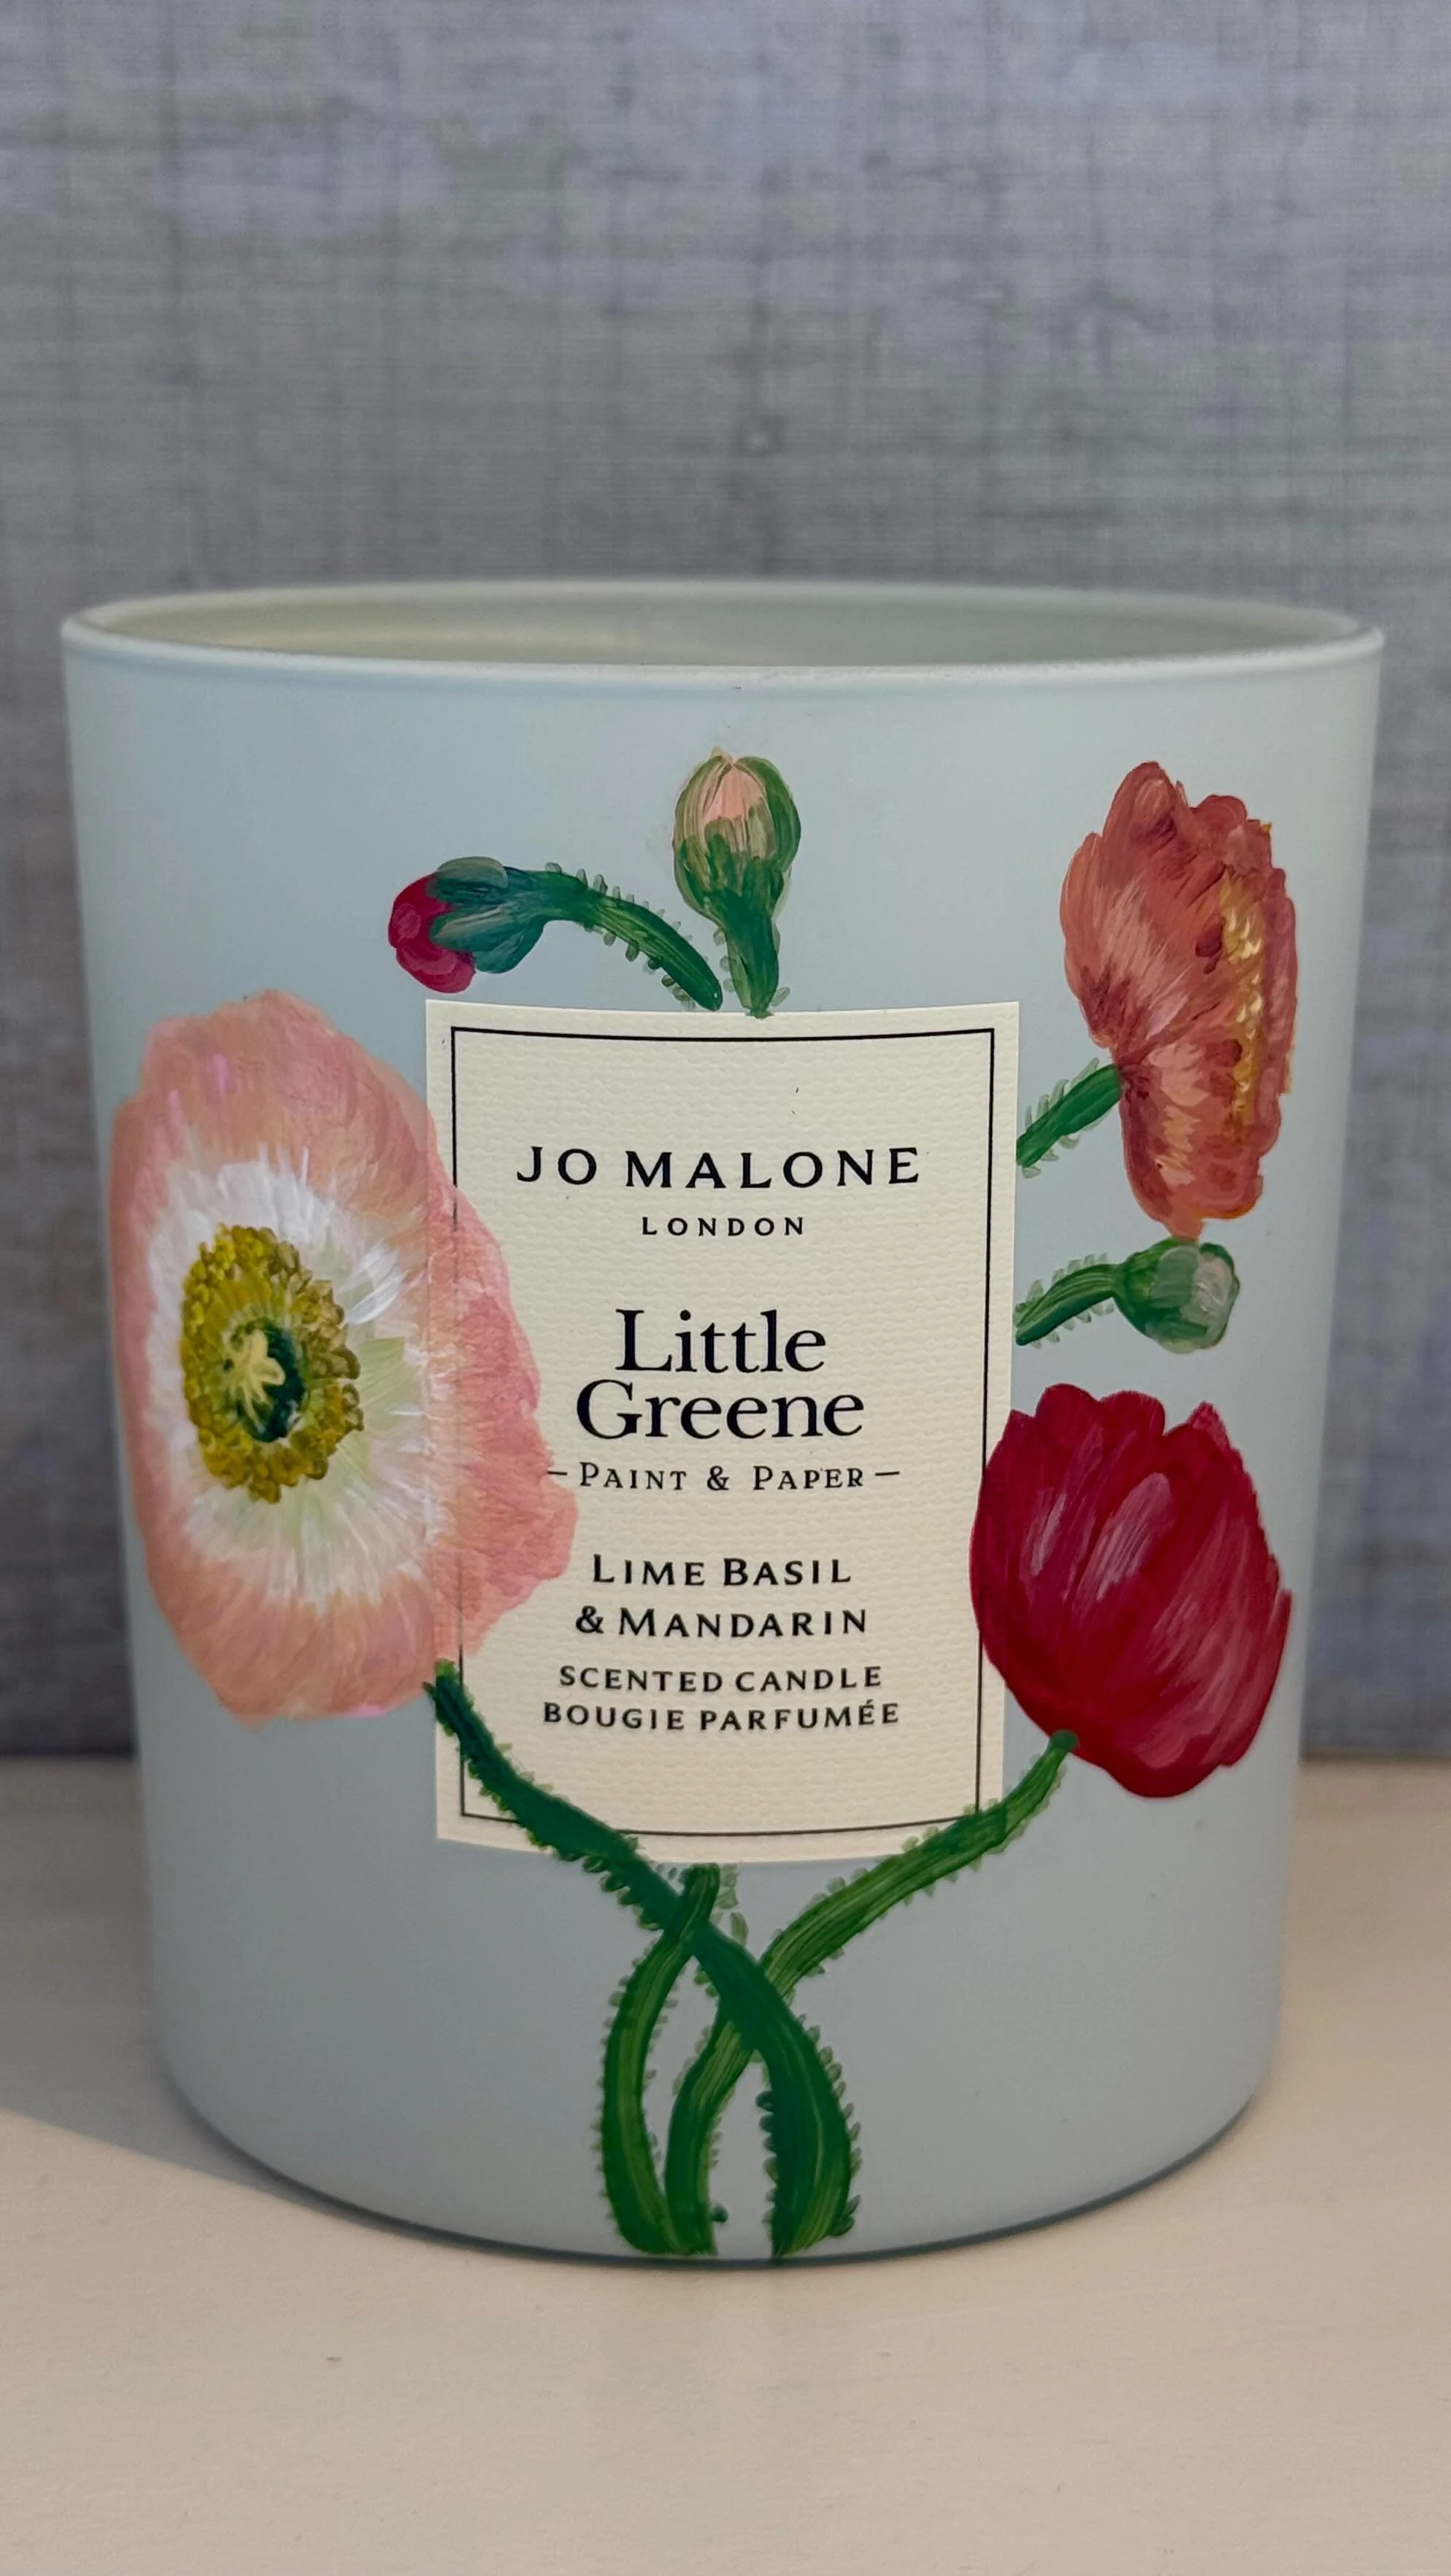 JO MALONE
LONDON
Little
Greene
—PAINT & PAPER—
LIME BASIL
& MANDARIN
SCENTED CANDLE
BOUGIE PARFUMÉE